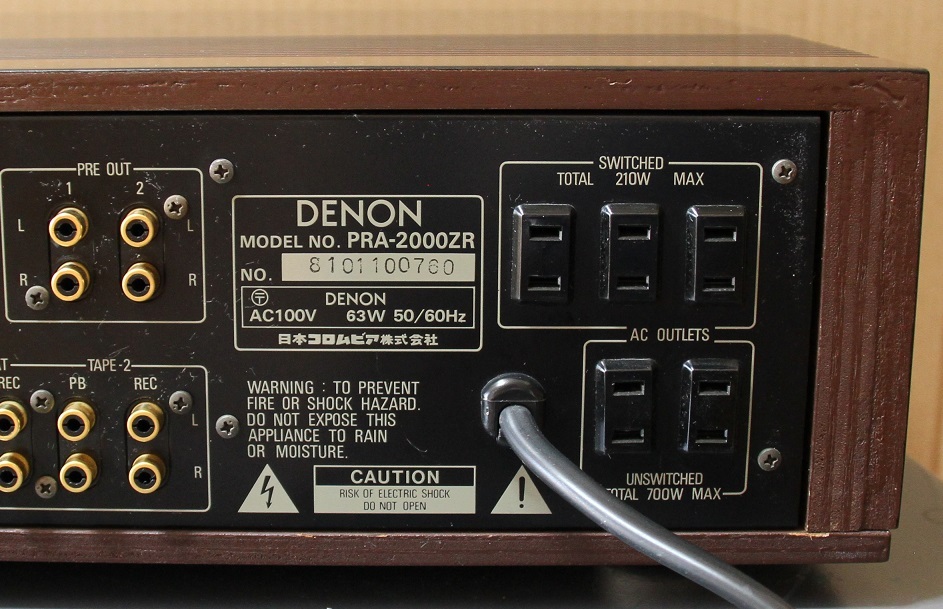 PRE OUT
1 2
L L
R R
DENON
MODEL NO. PRA-2000ZR
NO. 8101100760
〒 DENON
AC100V 63W 50/60Hz
日本コロムビア株式会社
SWITCHED
TOTAL 210W MAX
AC OUTLETS
UNSWITCHED
TOTAL 700W MAX
TAPE-2
REC PB REC
L
R
WARNING : TO PREVENT
FIRE OR SHOCK HAZARD.
DO NOT EXPOSE THIS
APPLIANCE TO RAIN
OR MOISTURE.
CAUTION
RISK OF ELECTRIC SHOCK
DO NOT OPEN
!